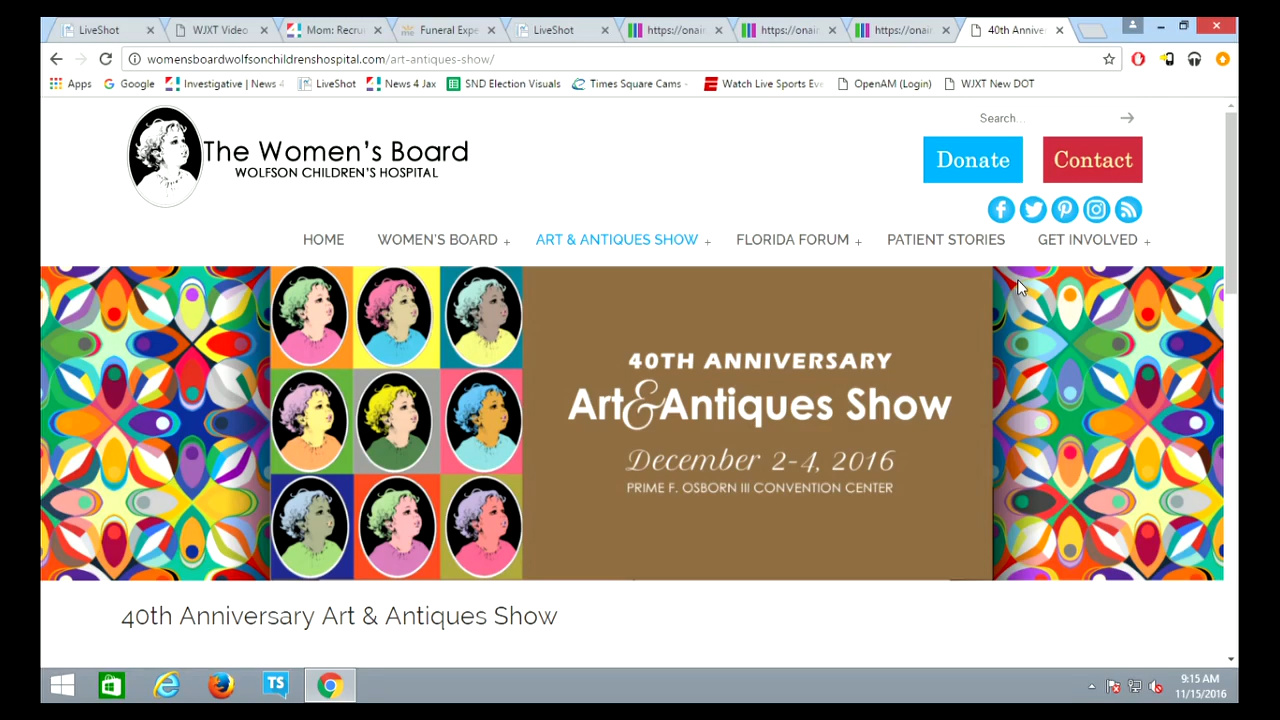 LiveShot
WJXT Video
Mom: Recru
Funeral Expe
LiveShot
https://onai
https://onai
https://onai
40th Annive
womensboardwolfsonchildrenshospital.com/art-antiques-show/
Apps
Google
Investigative | News 4
LiveShot
News 4 Jax
SND Election Visuals
Times Square Cams -
Watch Live Sports Eve
OpenAM (Login)
WJXT New DOT
The Women's Board
WOLFSON CHILDREN'S HOSPITAL
Search...
Donate
Contact
HOME
WOMEN'S BOARD +
ART & ANTIQUES SHOW +
FLORIDA FORUM +
PATIENT STORIES
GET INVOLVED +
40TH ANNIVERSARY
Art & Antiques Show
December 2-4, 2016
PRIME F. OSBORN III CONVENTION CENTER
40th Anniversary Art & Antiques Show
TS
9:15 AM
11/15/2016